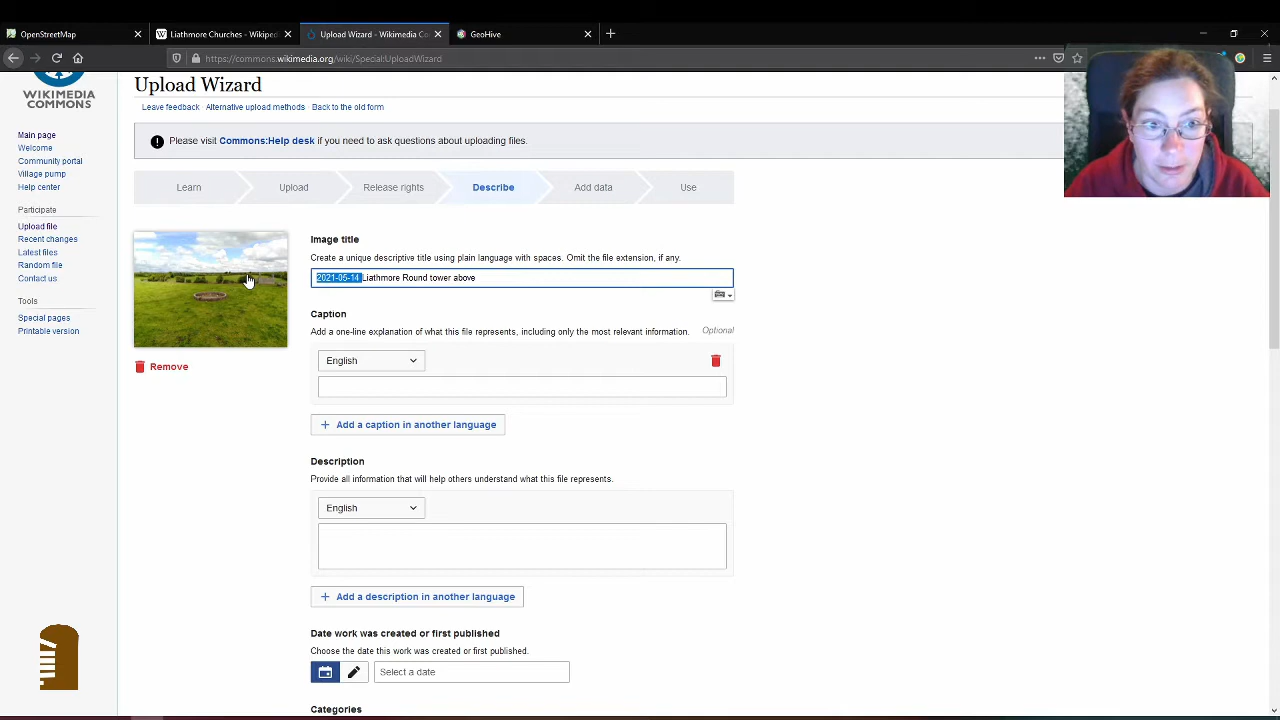 OpenStreetMap
Liathmore Churches - Wikiped
Upload Wizard - Wikimedia Co
GeoHive
https://commons.wikimedia.org/wiki/Special:UploadWizard
WIKIMEDIA
COMMONS
Main page
Welcome
Community portal
Village pump
Help center
Participate
Upload file
Recent changes
Latest files
Random file
Contact us
Tools
Special pages
Printable version
Upload Wizard
Leave feedback · Alternative upload methods · Back to the old form
Please visit Commons:Help desk if you need to ask questions about uploading files.
Learn
Upload
Release rights
Describe
Add data
Use
Remove
Image title
Create a unique descriptive title using plain language with spaces. Omit the file extension, if any.
2021-05-14 Liathmore Round tower above
Caption
Add a one-line explanation of what this file represents, including only the most relevant information.
Optional
English
+ Add a caption in another language
Description
Provide all information that will help others understand what this file represents.
English
+ Add a description in another language
Date work was created or first published
Choose the date this work was created or first published.
Select a date
Categories